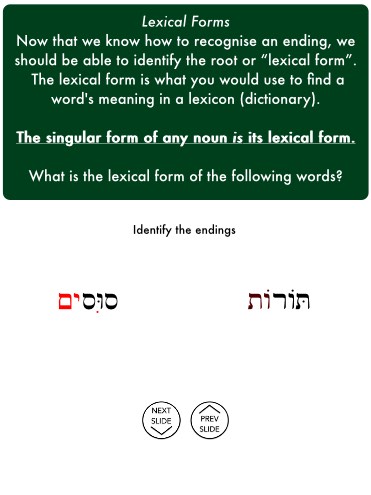 Lexical Forms
Now that we know how to recognise an ending, we
should be able to identify the root or “lexical form”.
The lexical form is what you would use to find a
word's meaning in a lexicon (dictionary).
The singular form of any noun is its lexical form.
What is the lexical form of the following words?
Identify the endings
סוּסִים תּוֹרוֹת
NEXT
SLIDE
PREV
SLIDE